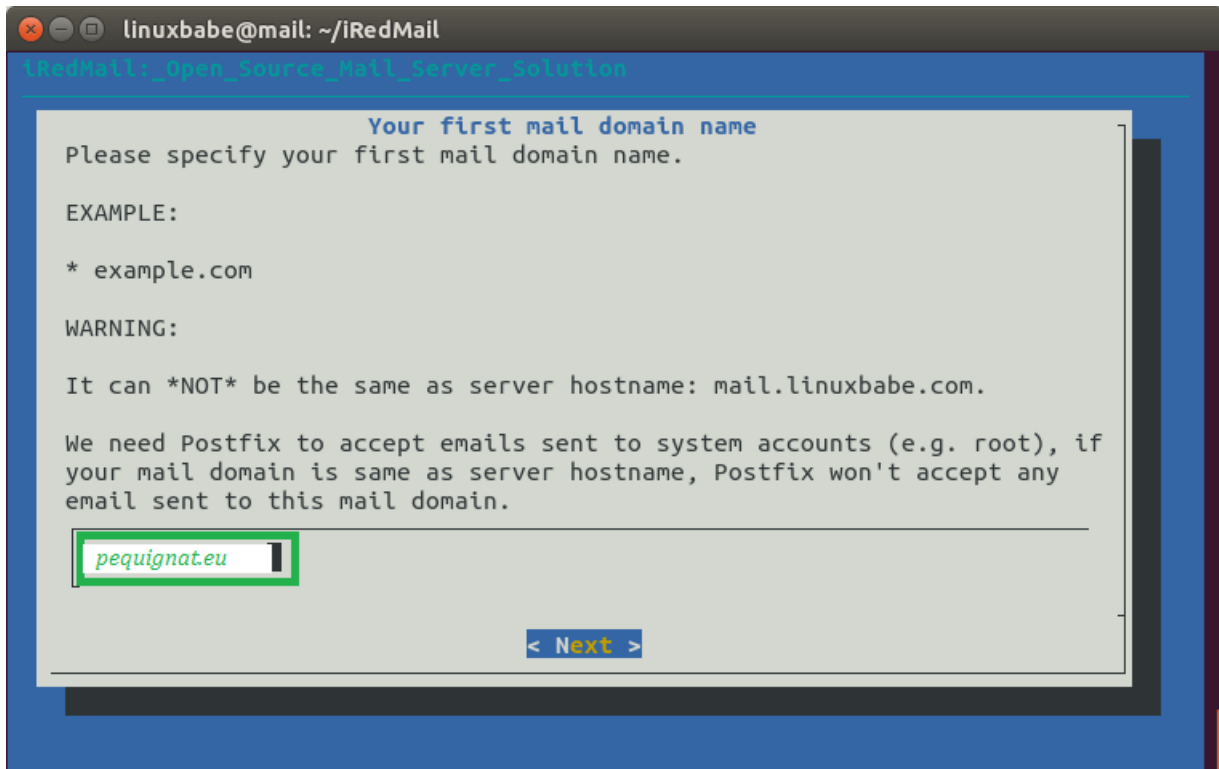 linuxbabe@mail: ~/iRedMail
iRedMail:_Open_Source_Mail_Server_Solution
Your first mail domain name
Please specify your first mail domain name.
EXAMPLE:
* example.com
WARNING:
It can *NOT* be the same as server hostname: mail.linuxbabe.com.
We need Postfix to accept emails sent to system accounts (e.g. root), if
your mail domain is same as server hostname, Postfix won't accept any
email sent to this mail domain.
pequignat.eu
< Next >